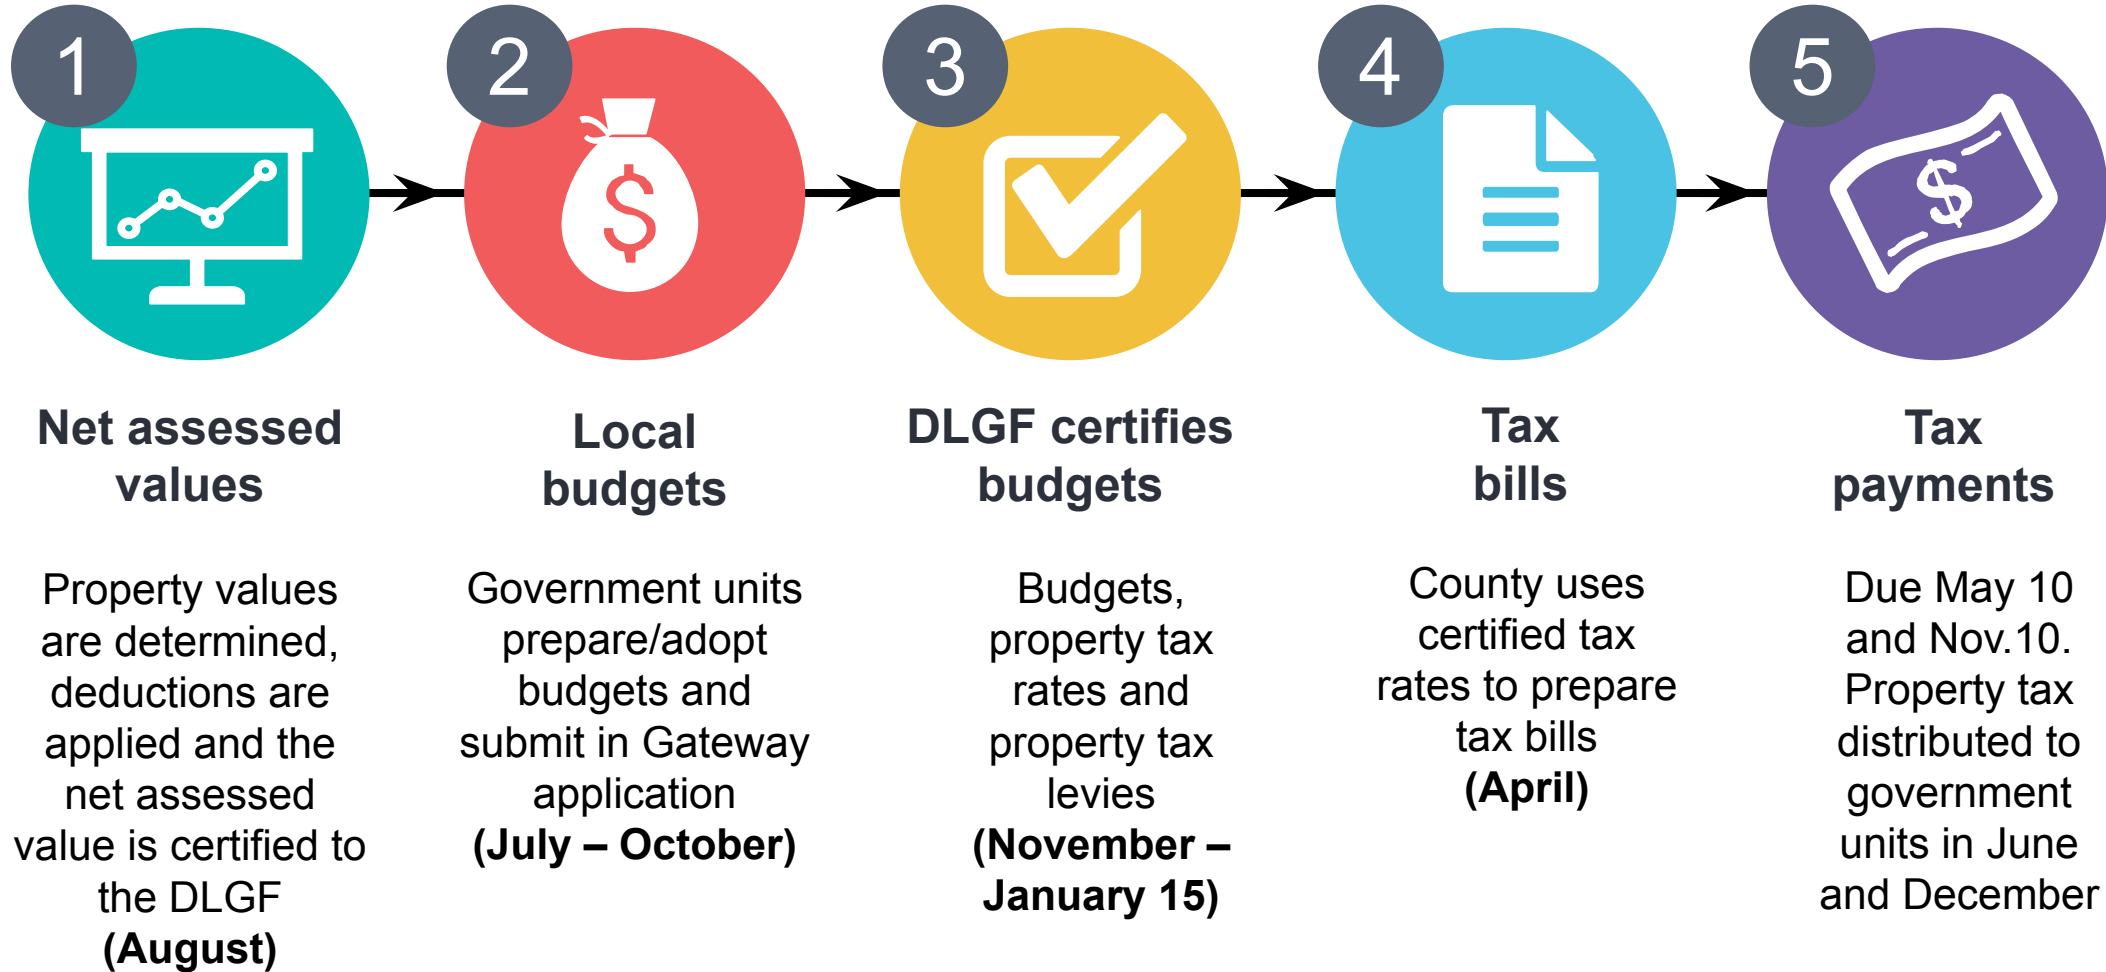 1
Net assessed
values
Property values
are determined,
deductions are
applied and the
net assessed
value is certified to
the DLGF
(August)
2
$
Local
budgets
Government units
prepare/adopt
budgets and
submit in Gateway
application
(July – October)
3
DLGF certifies
budgets
Budgets,
property tax
rates and
property tax
levies
(November –
January 15)
4
Tax
bills
County uses
certified tax
rates to prepare
tax bills
(April)
5
$
Tax
payments
Due May 10
and Nov.10.
Property tax
distributed to
government
units in June
and December